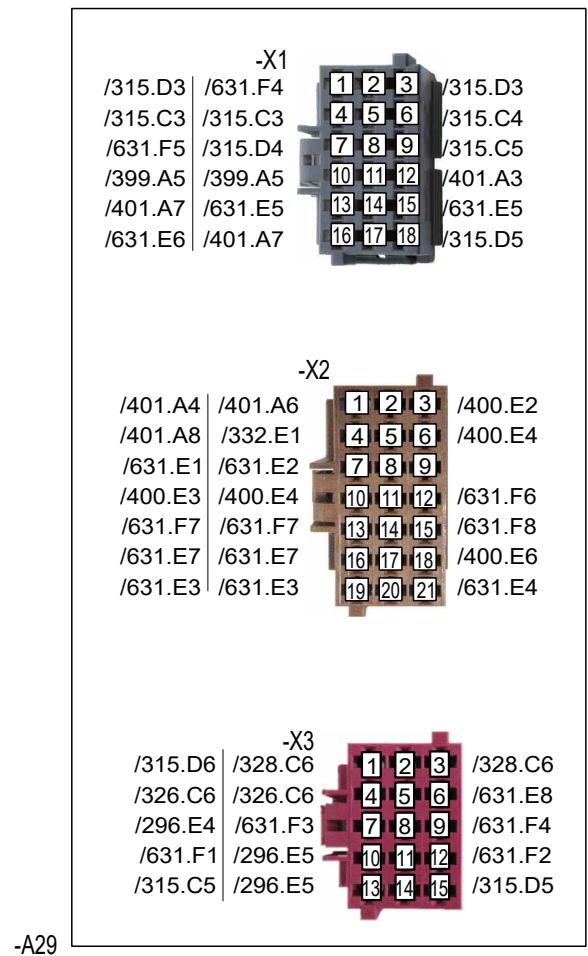 -X1
/315.D3 /631.F4 1 2 3 /315.D3
/315.C3 /315.C3 4 5 6 /315.C4
/631.F5 /315.D4 7 8 9 /315.C5
/399.A5 /399.A5 10 11 12 /401.A3
/401.A7 /631.E5 13 14 15 /631.E5
/631.E6 /401.A7 16 17 18 /315.D5
-X2
/401.A4 /401.A6 1 2 3 /400.E2
/401.A8 /332.E1 4 5 6 /400.E4
/631.E1 /631.E2 7 8 9
/400.E3 /400.E4 10 11 12 /631.F6
/631.F7 /631.F7 13 14 15 /631.F8
/631.E7 /631.E7 16 17 18 /400.E6
/631.E3 /631.E3 19 20 21 /631.E4
-X3
/315.D6 /328.C6 1 2 3 /328.C6
/326.C6 /326.C6 4 5 6 /631.E8
/296.E4 /631.F3 7 8 9 /631.F4
/631.F1 /296.E5 10 11 12 /631.F2
/315.C5 /296.E5 13 14 15 /315.D5
-A29